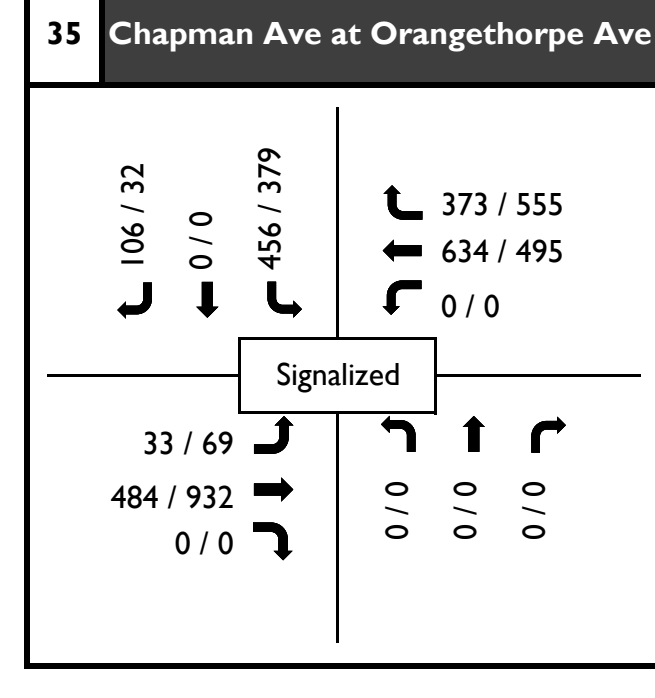 35 Chapman Ave at Orangethorpe Ave
106 / 32
0 / 0
456 / 379
373 / 555
634 / 495
0 / 0
Signalized
33 / 69
484 / 932
0 / 0
0 / 0
0 / 0
0 / 0